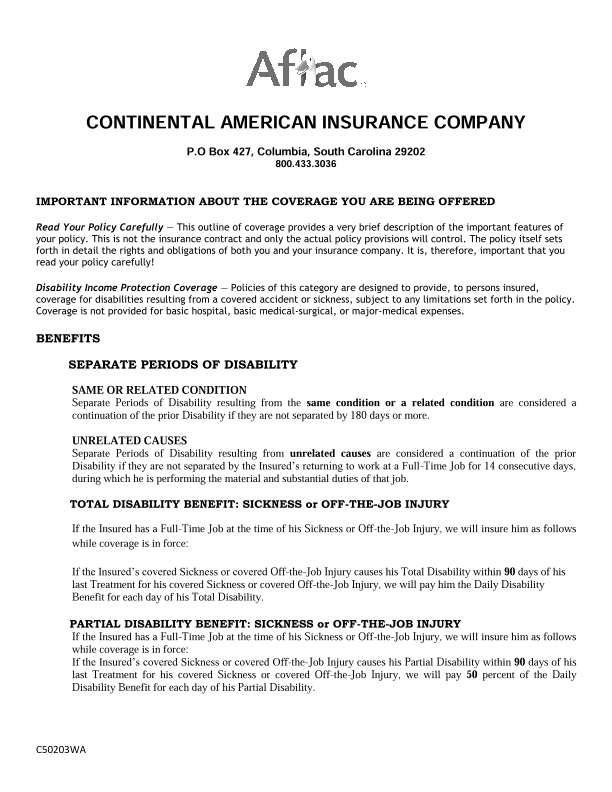 Aflac
CONTINENTAL AMERICAN INSURANCE COMPANY
P.O Box 427, Columbia, South Carolina 29202
800.433.3036
IMPORTANT INFORMATION ABOUT THE COVERAGE YOU ARE BEING OFFERED
Read Your Policy Carefully — This outline of coverage provides a very brief description of the important features of
your policy. This is not the insurance contract and only the actual policy provisions will control. The policy itself sets
forth in detail the rights and obligations of both you and your insurance company. It is, therefore, important that you
read your policy carefully!
Disability Income Protection Coverage — Policies of this category are designed to provide, to persons insured,
coverage for disabilities resulting from a covered accident or sickness, subject to any limitations set forth in the policy.
Coverage is not provided for basic hospital, basic medical-surgical, or major-medical expenses.
BENEFITS
SEPARATE PERIODS OF DISABILITY
SAME OR RELATED CONDITION
Separate Periods of Disability resulting from the same condition or a related condition are considered a
continuation of the prior Disability if they are not separated by 180 days or more.
UNRELATED CAUSES
Separate Periods of Disability resulting from unrelated causes are considered a continuation of the prior
Disability if they are not separated by the Insured's returning to work at a Full-Time Job for 14 consecutive days,
during which he is performing the material and substantial duties of that job.
TOTAL DISABILITY BENEFIT: SICKNESS or OFF-THE-JOB INJURY
If the Insured has a Full-Time Job at the time of his Sickness or Off-the-Job Injury, we will insure him as follows
while coverage is in force:
If the Insured's covered Sickness or covered Off-the-Job Injury causes his Total Disability within 90 days of his
last Treatment for his covered Sickness or covered Off-the-Job Injury, we will pay him the Daily Disability
Benefit for each day of his Total Disability.
PARTIAL DISABILITY BENEFIT: SICKNESS or OFF-THE-JOB INJURY
If the Insured has a Full-Time Job at the time of his Sickness or Off-the-Job Injury, we will insure him as follows
while coverage is in force:
If the Insured's covered Sickness or covered Off-the-Job Injury causes his Partial Disability within 90 days of his
last Treatment for his covered Sickness or covered Off-the-Job Injury, we will pay 50 percent of the Daily
Disability Benefit for each day of his Partial Disability.
C50203WA